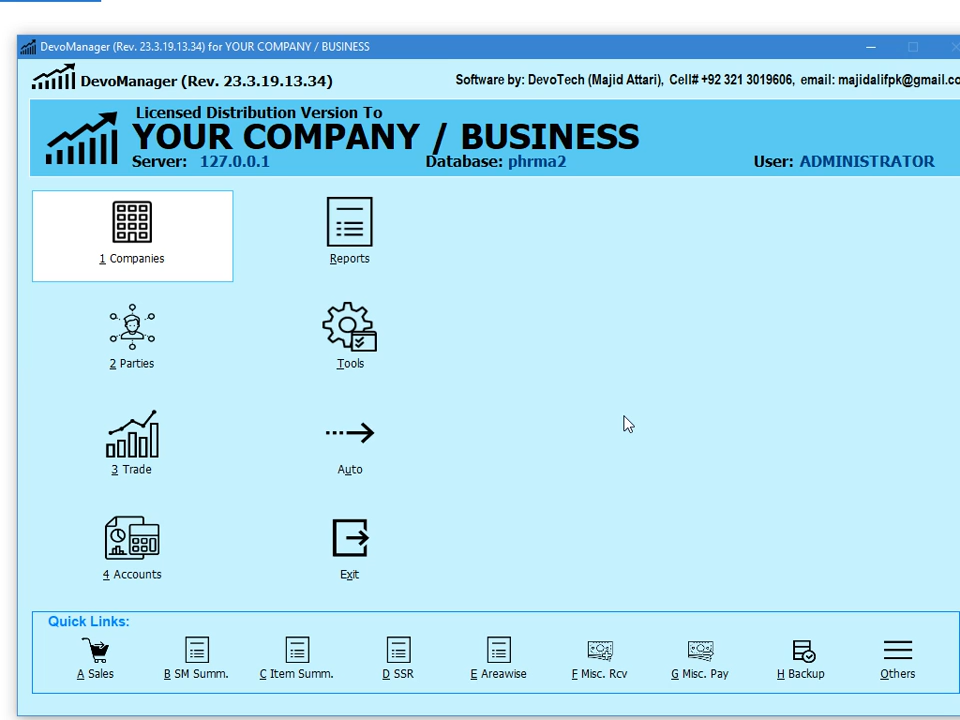 DevoManager (Rev. 23.3.19.13.34) for YOUR COMPANY / BUSINESS
DevoManager (Rev. 23.3.19.13.34)
Software by: DevoTech (Majid Attari), Cell# +92 321 3019606, email: majidalifpk@gmail.co
Licensed Distribution Version To
YOUR COMPANY / BUSINESS
Server: 127.0.0.1 Database: phrma2 User: ADMINISTRATOR
1 Companies
Reports
2 Parties
Tools
3 Trade
Auto
4 Accounts
Exit
Quick Links:
A Sales
B SM Summ.
C Item Summ.
D SSR
E Areawise
F Misc. Rcv
G Misc. Pay
H Backup
Others